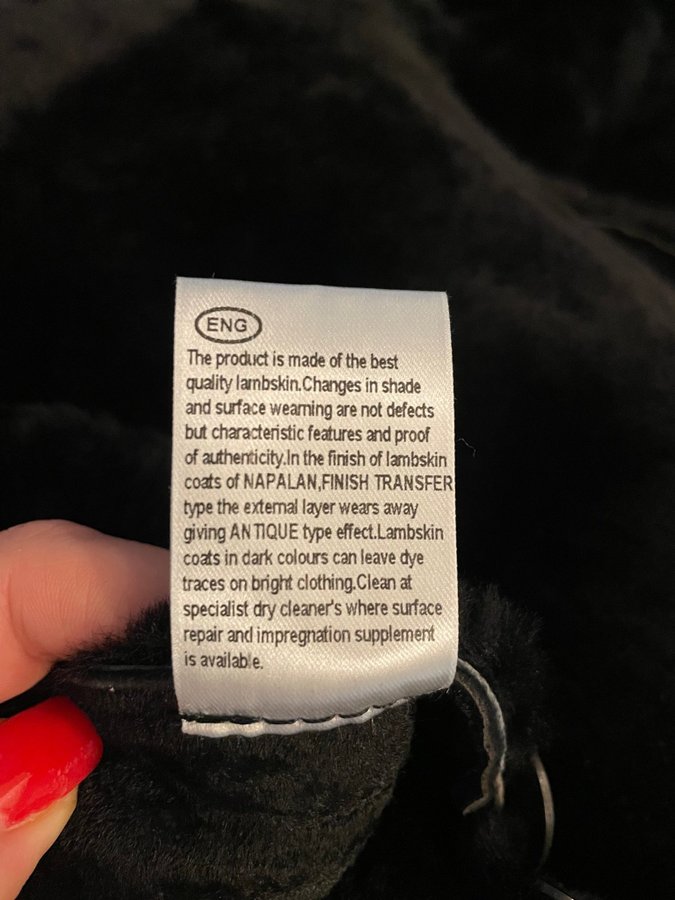 ENG
The product is made of the best
quality lambskin.Changes in shade
and surface wearning are not defects
but characteristic features and proof
of authenticity.In the finish of lambskin
coats of NAPALAN,FINISH TRANSFER
type the external layer wears away
giving ANTIQUE type effect.Lambskin
coats in dark colours can leave dye
traces on bright clothing.Clean at
specialist dry cleaner's where surface
repair and impregnation supplement
is available.